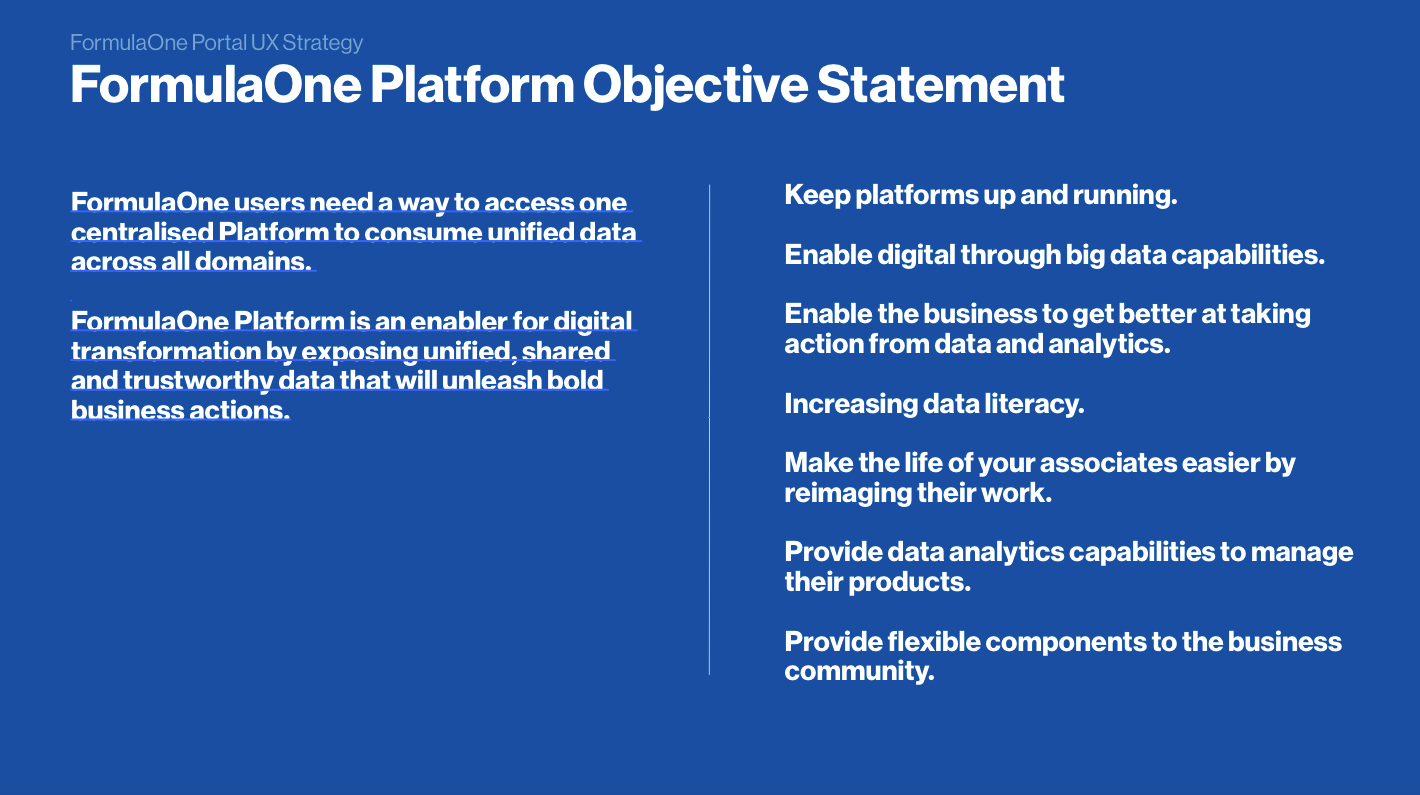 FormulaOne Portal UX Strategy
FormulaOne Platform Objective Statement
FormulaOne users need a way to access one
centralised Platform to consume unified data
across all domains.
FormulaOne Platform is an enabler for digital
transformation by exposing unified, shared
and trustworthy data that will unleash bold
business actions.
Keep platforms up and running.
Enable digital through big data capabilities.
Enable the business to get better at taking
action from data and analytics.
Increasing data literacy.
Make the life of your associates easier by
reimaging their work.
Provide data analytics capabilities to manage
their products.
Provide flexible components to the business
community.